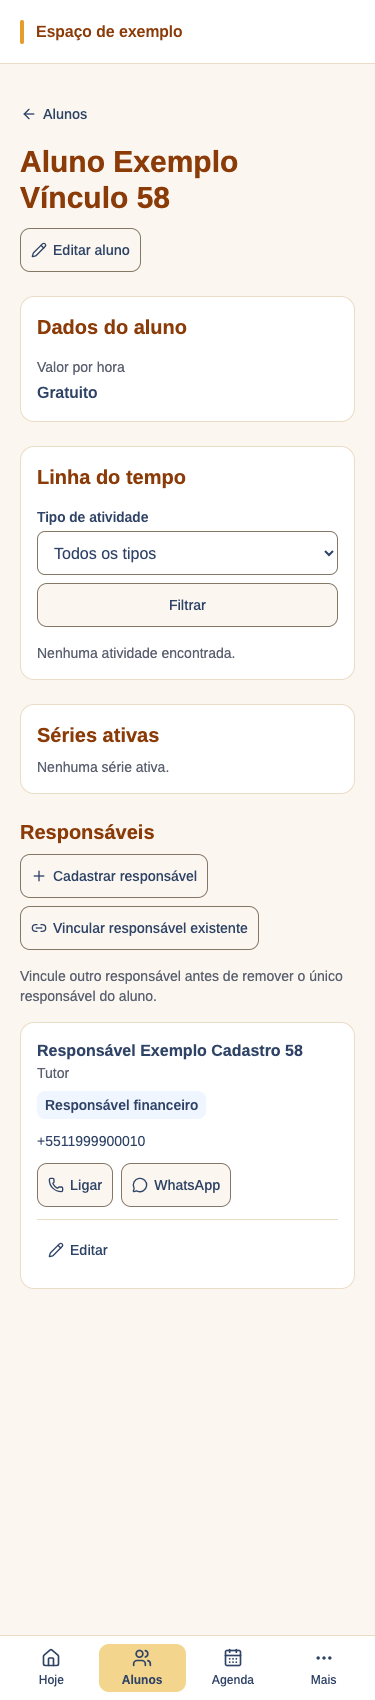 Espaço de exemplo
Alunos
Aluno Exemplo
Vínculo 58
Editar aluno
Dados do aluno
Valor por hora
Gratuito
Linha do tempo
Tipo de atividade
Todos os tipos
Filtrar
Nenhuma atividade encontrada.
Séries ativas
Nenhuma série ativa.
Responsáveis
Cadastrar responsável
Vincular responsável existente
Vincule outro responsável antes de remover o único
responsável do aluno.
Responsável Exemplo Cadastro 58
Tutor
Responsável financeiro
+5511999900010
Ligar WhatsApp
Editar
Hoje Alunos Agenda Mais